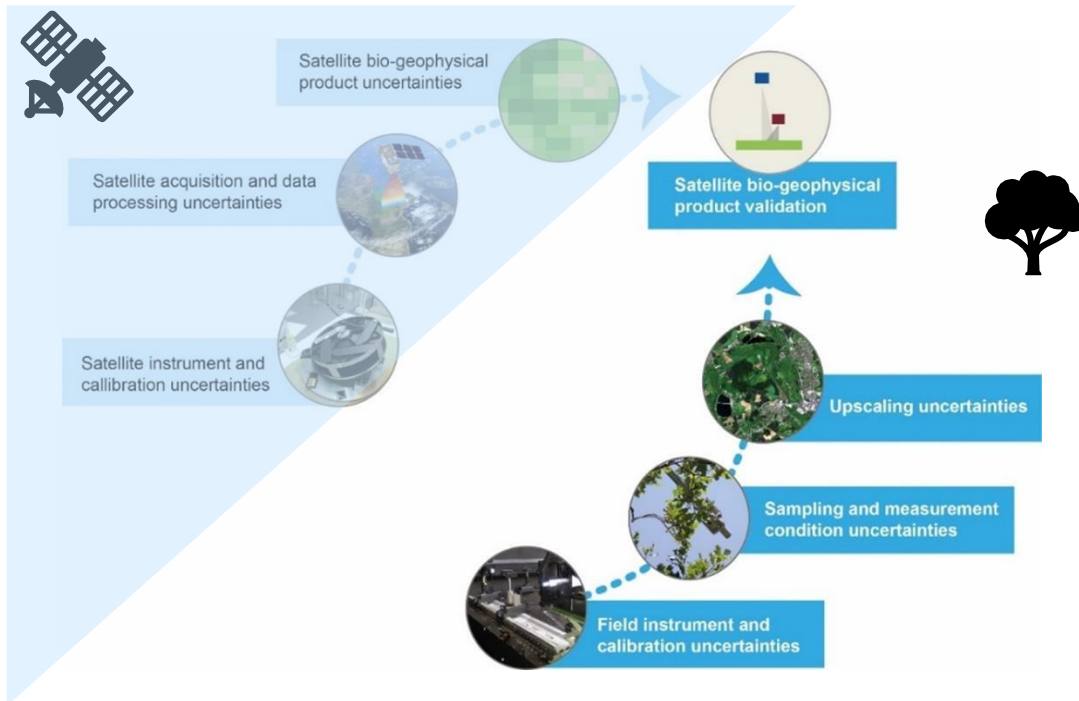 Satellite bio-geophysical
product uncertainties
Satellite acquisition and data
processing uncertainties
Satellite instrument and
callibration uncertainties
Satellite bio-geophysical
product validation
Upscaling uncertainties
Sampling and measurement
condition uncertainties
Field instrument and
calibration uncertainties